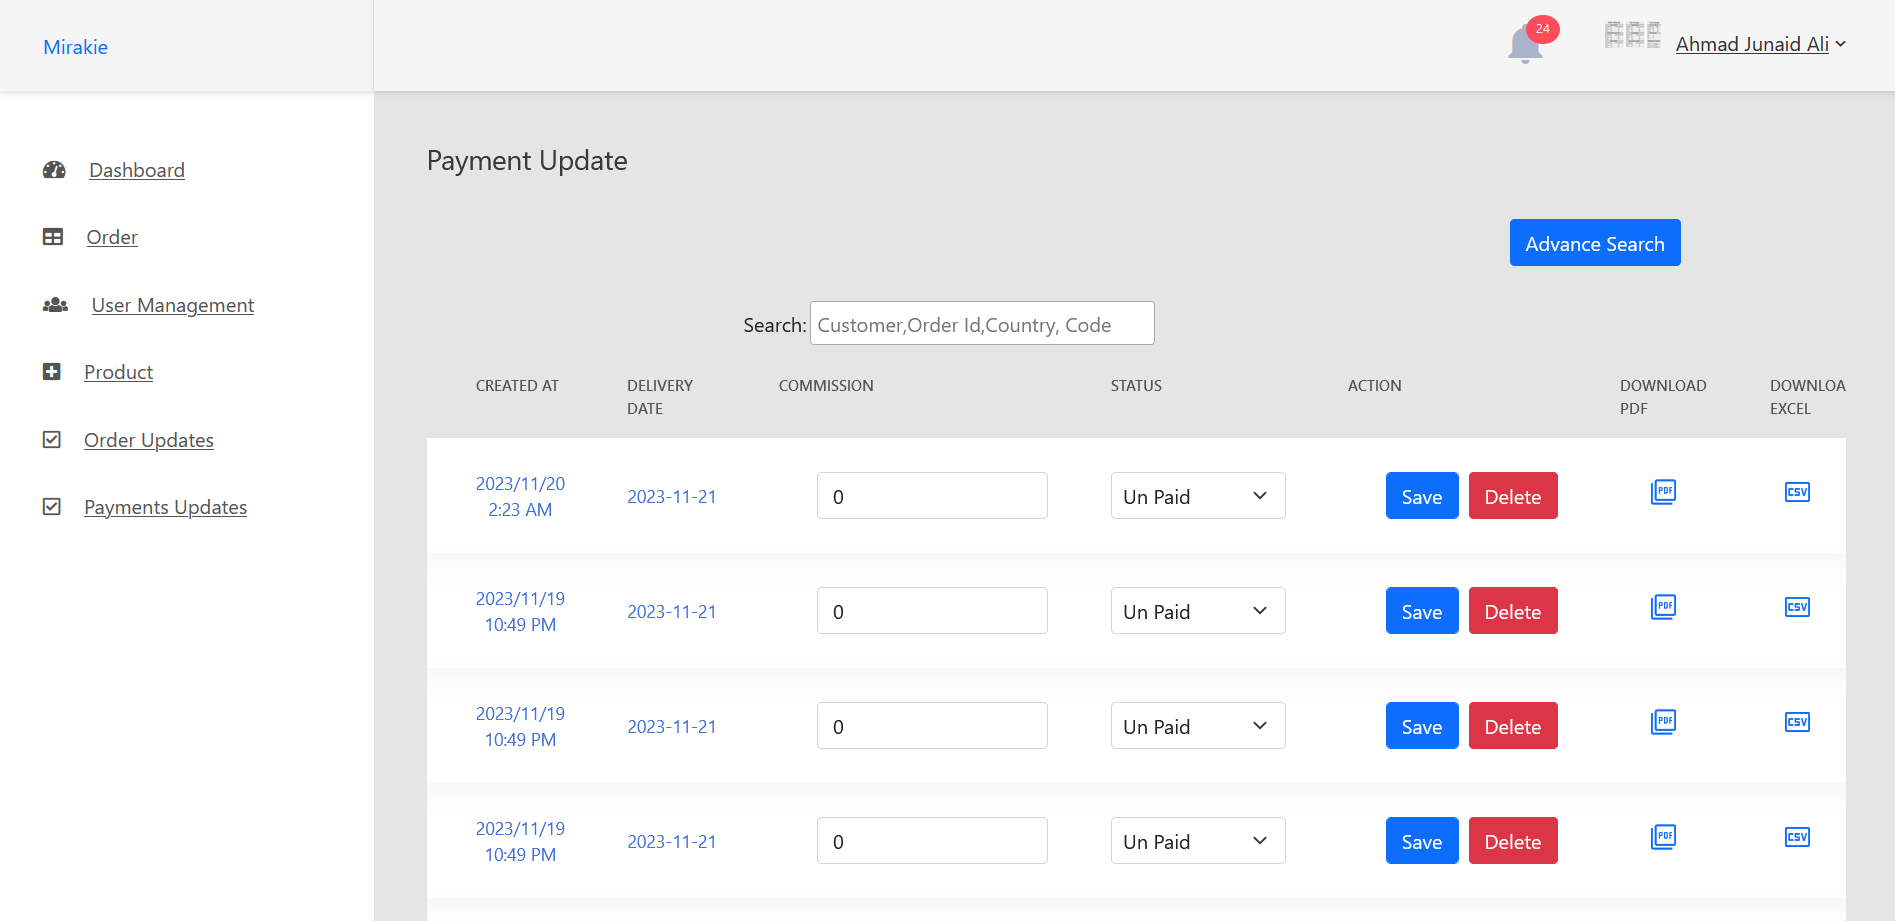 Mirakie
24
Ahmad Junaid Ali
Dashboard
Order
User Management
Product
Order Updates
Payments Updates
Payment Update
Advance Search
Search: Customer,Order Id,Country, Code
CREATED AT DELIVERY DATE COMMISSION STATUS ACTION DOWNLOAD PDF DOWNLOA EXCEL
2023/11/20 2:23 AM 2023-11-21 0 Un Paid Save Delete PDF CSV
2023/11/19 10:49 PM 2023-11-21 0 Un Paid Save Delete PDF CSV
2023/11/19 10:49 PM 2023-11-21 0 Un Paid Save Delete PDF CSV
2023/11/19 10:49 PM 2023-11-21 0 Un Paid Save Delete PDF CSV